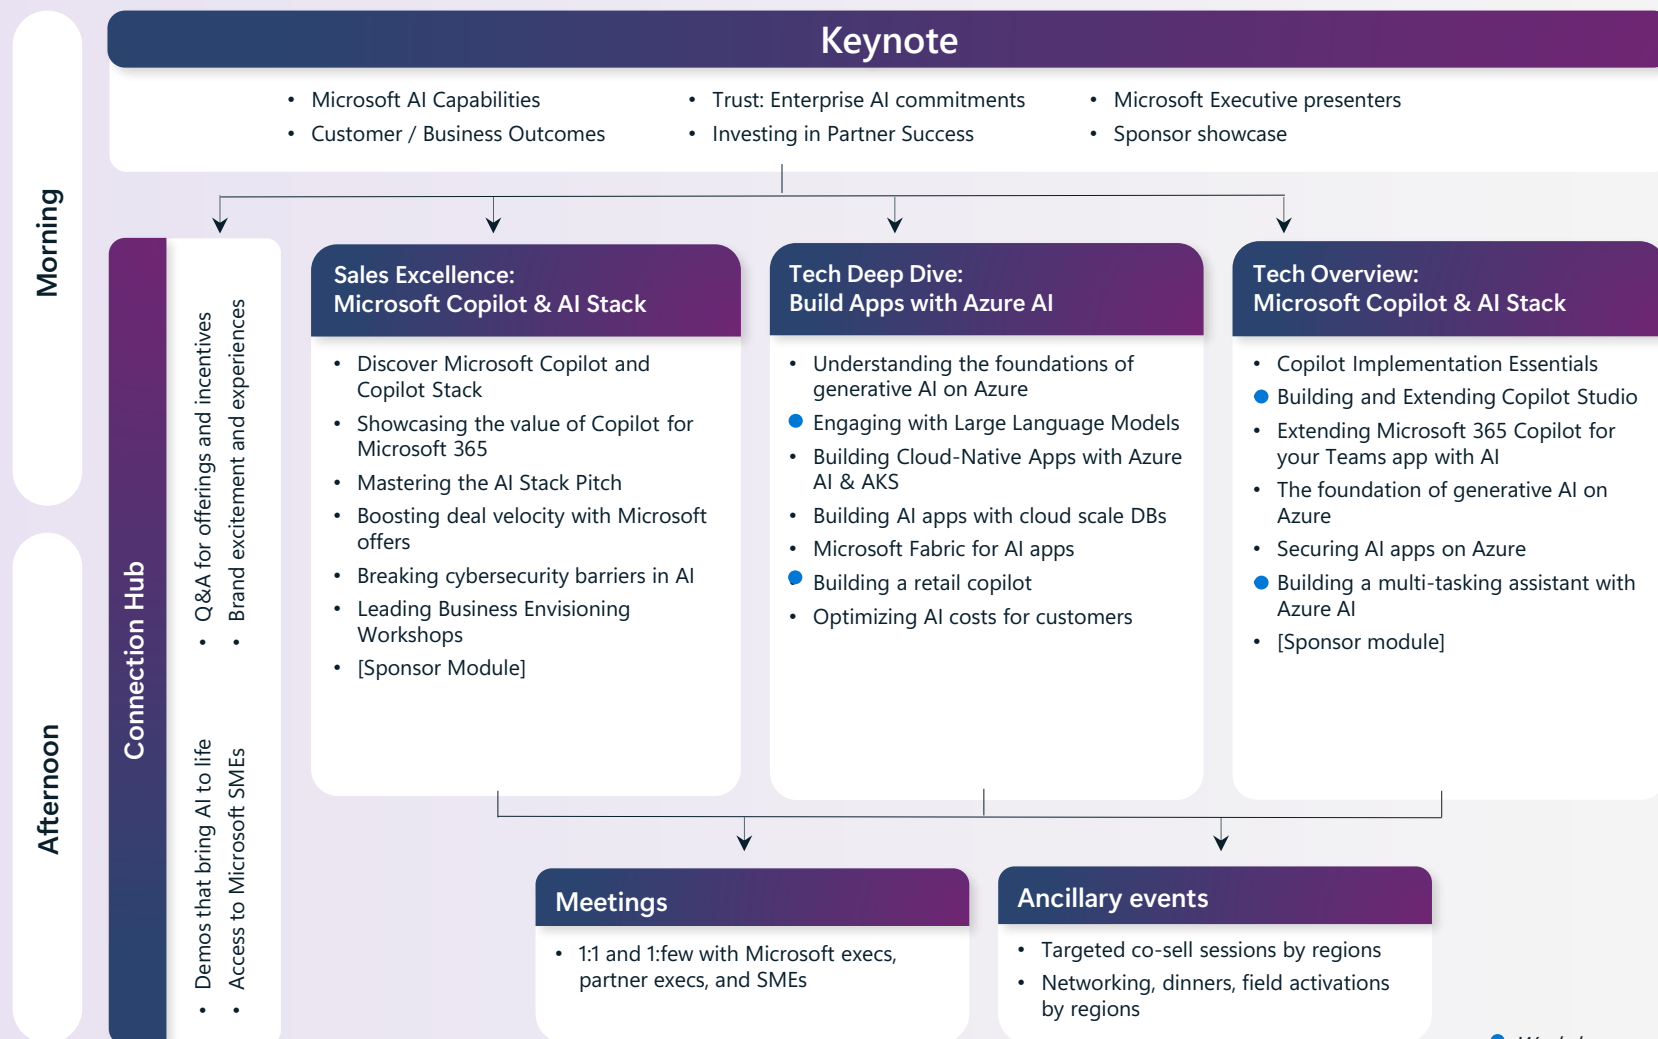 Keynote
• Microsoft AI Capabilities
• Customer / Business Outcomes
• Trust: Enterprise AI commitments
• Investing in Partner Success
• Microsoft Executive presenters
• Sponsor showcase
Morning
Afternoon
Connection Hub
• Q&A for offerings and incentives
• Brand excitement and experiences
• Demos that bring AI to life
• Access to Microsoft SMEs
Sales Excellence:
Microsoft Copilot & AI Stack
• Discover Microsoft Copilot and
Copilot Stack
• Showcasing the value of Copilot for
Microsoft 365
• Mastering the AI Stack Pitch
• Boosting deal velocity with Microsoft
offers
• Breaking cybersecurity barriers in AI
• Leading Business Envisioning
Workshops
• [Sponsor Module]
Tech Deep Dive:
Build Apps with Azure AI
• Understanding the foundations of
generative AI on Azure
• Engaging with Large Language Models
• Building Cloud-Native Apps with Azure
AI & AKS
• Building AI apps with cloud scale DBs
• Microsoft Fabric for AI apps
• Building a retail copilot
• Optimizing AI costs for customers
Tech Overview:
Microsoft Copilot & AI Stack
• Copilot Implementation Essentials
• Building and Extending Copilot Studio
• Extending Microsoft 365 Copilot for
your Teams app with AI
• The foundation of generative AI on
Azure
• Securing AI apps on Azure
• Building a multi-tasking assistant with
Azure AI
• [Sponsor module]
Meetings
• 1:1 and 1:few with Microsoft execs,
partner execs, and SMEs
Ancillary events
• Targeted co-sell sessions by regions
• Networking, dinners, field activations
by regions